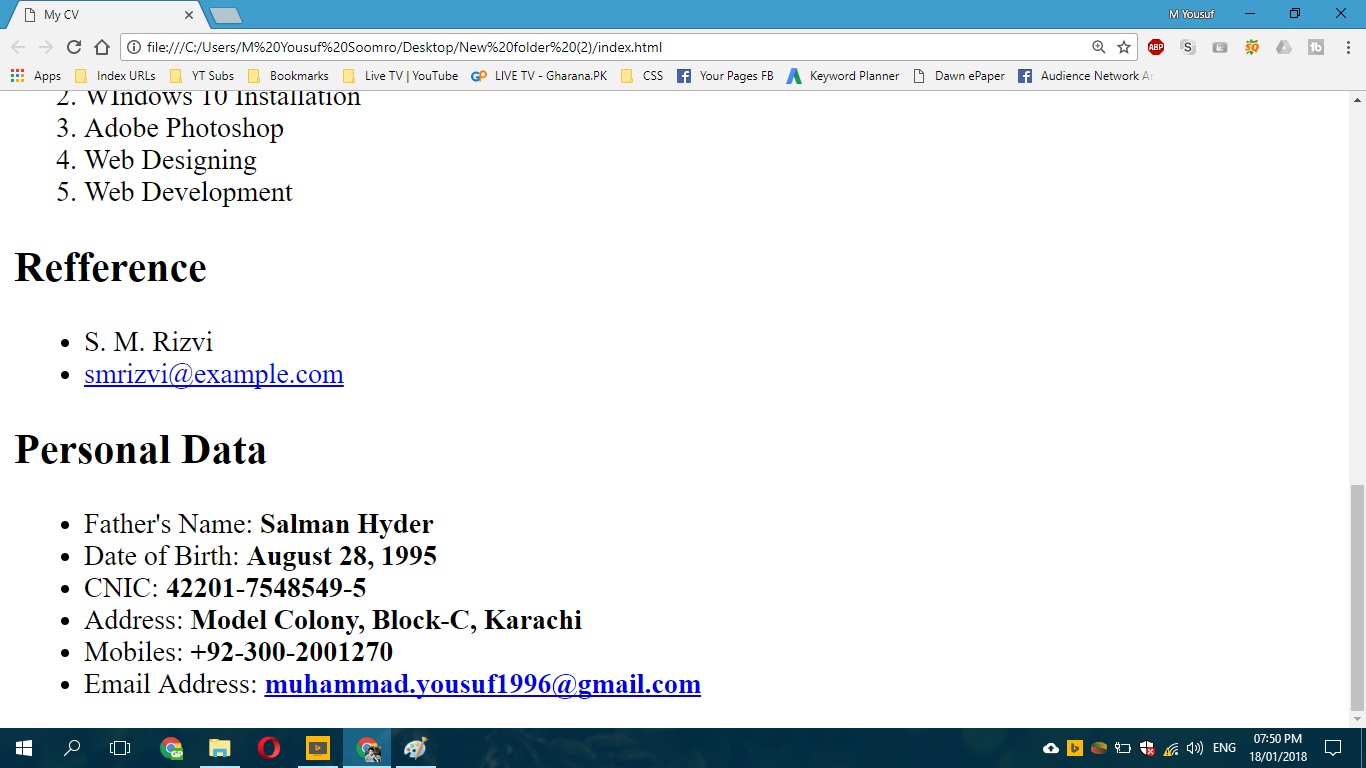 My CV
M Yousuf
file:///C:/Users/M%20Yousuf%20Soomro/Desktop/New%20folder%20(2)/index.html
ABP
S
Apps Index URLs YT Subs Bookmarks Live TV | YouTube GP LIVE TV - Gharana.PK CSS Your Pages FB Keyword Planner Dawn ePaper Audience Network
2. WIndows 10 Installation
3. Adobe Photoshop
4. Web Designing
5. Web Development
Refference
• S. M. Rizvi
• smrizvi@example.com
Personal Data
• Father's Name: Salman Hyder
• Date of Birth: August 28, 1995
• CNIC: 42201-7548549-5
• Address: Model Colony, Block-C, Karachi
• Mobiles: +92-300-2001270
• Email Address: muhammad.yousuf1996@gmail.com
GP
ENG
07:50 PM
18/01/2018